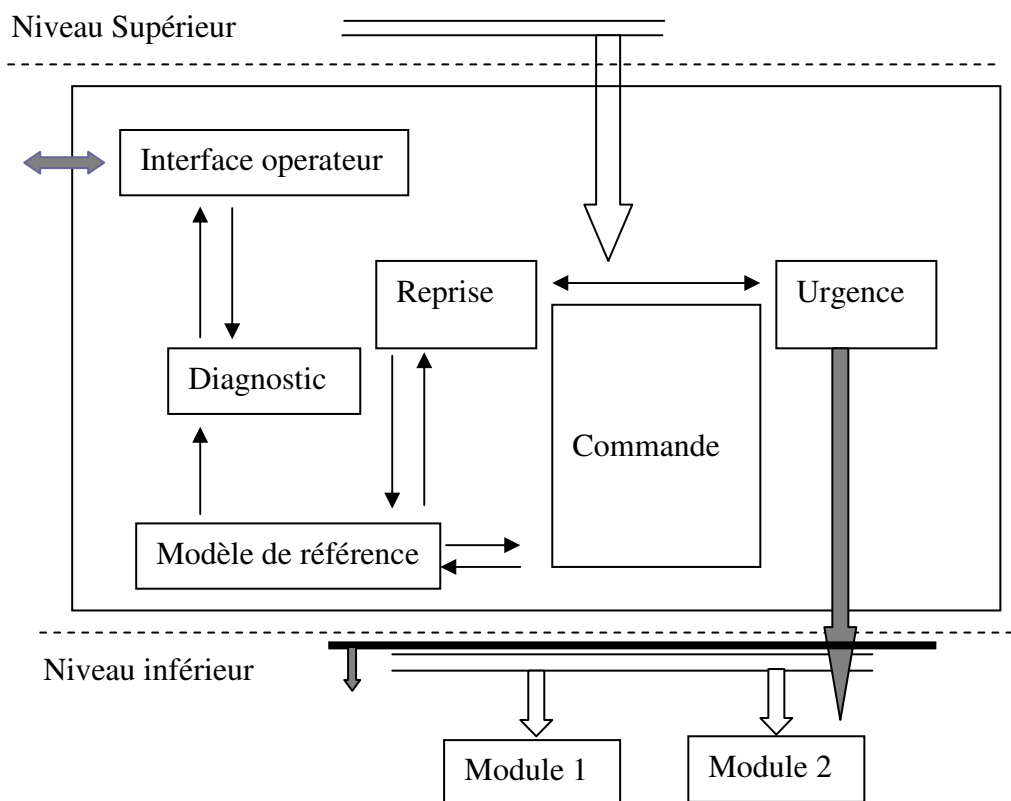 Niveau Supérieur
Interface operateur
Reprise
Urgence
Diagnostic
Commande
Modèle de référence
Niveau inférieur
Module 1
Module 2